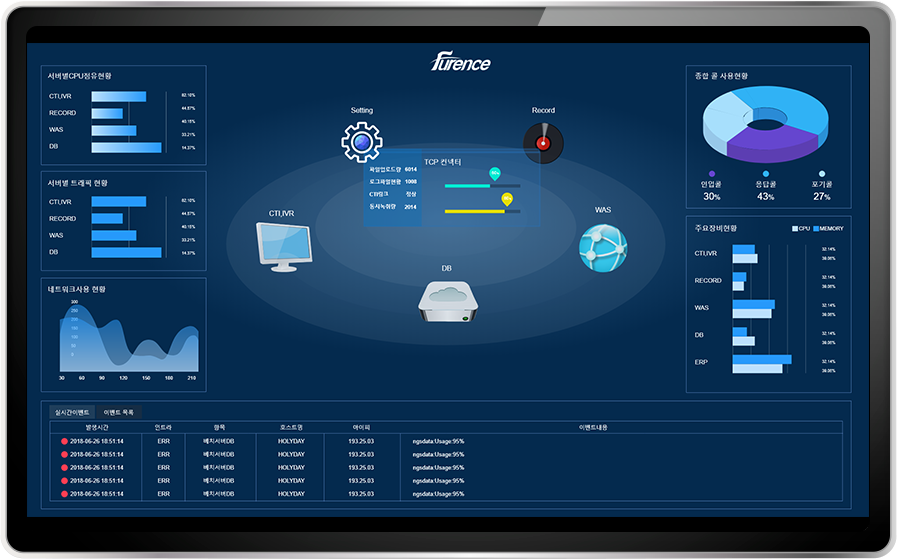 Furence
서버별CPU점유현황
CTI,IVR 82.10%
RECORD 44.87%
WAS 40.15%
33.21%
DB 14.37%
서버별 트래픽 현황
CTI,IVR 82.10%
RECORD 44.87%
WAS 40.15%
33.21%
DB 14.37%
네트워크사용 현황
300
250
200
150
100
50
0
30 60 90 120 150 180 210
Setting
Record
파일업로드량 6014
로그파일현황 1008
CTI링크 정상
동시녹취량 2014
TCP 컨넥터
CTI,IVR
WAS
DB
종합 콜 사용현황
인입콜 응답콜 포기콜
30% 43% 27%
주요장비현황
CPU MEMORY
CTI,IVR 32.14%
36.00%
RECORD 32.14%
36.00%
WAS 32.14%
36.00%
DB 32.14%
36.00%
ERP 32.14%
36.00%
실시간이벤트 이벤트 목록
발생시간 인트라 항목 호스트명 아이피 이벤트내용
2018-06-26 18:51:14 ERR 배치서버DB HOLYDAY 193.25.03 ngsdata:Usage:95%
2018-06-26 18:51:14 ERR 배치서버DB HOLYDAY 193.25.03 ngsdata:Usage:95%
2018-06-26 18:51:14 ERR 배치서버DB HOLYDAY 193.25.03 ngsdata:Usage:95%
2018-06-26 18:51:14 ERR 배치서버DB HOLYDAY 193.25.03 ngsdata:Usage:95%
2018-06-26 18:51:14 ERR 배치서버DB HOLYDAY 193.25.03 ngsdata:Usage:95%